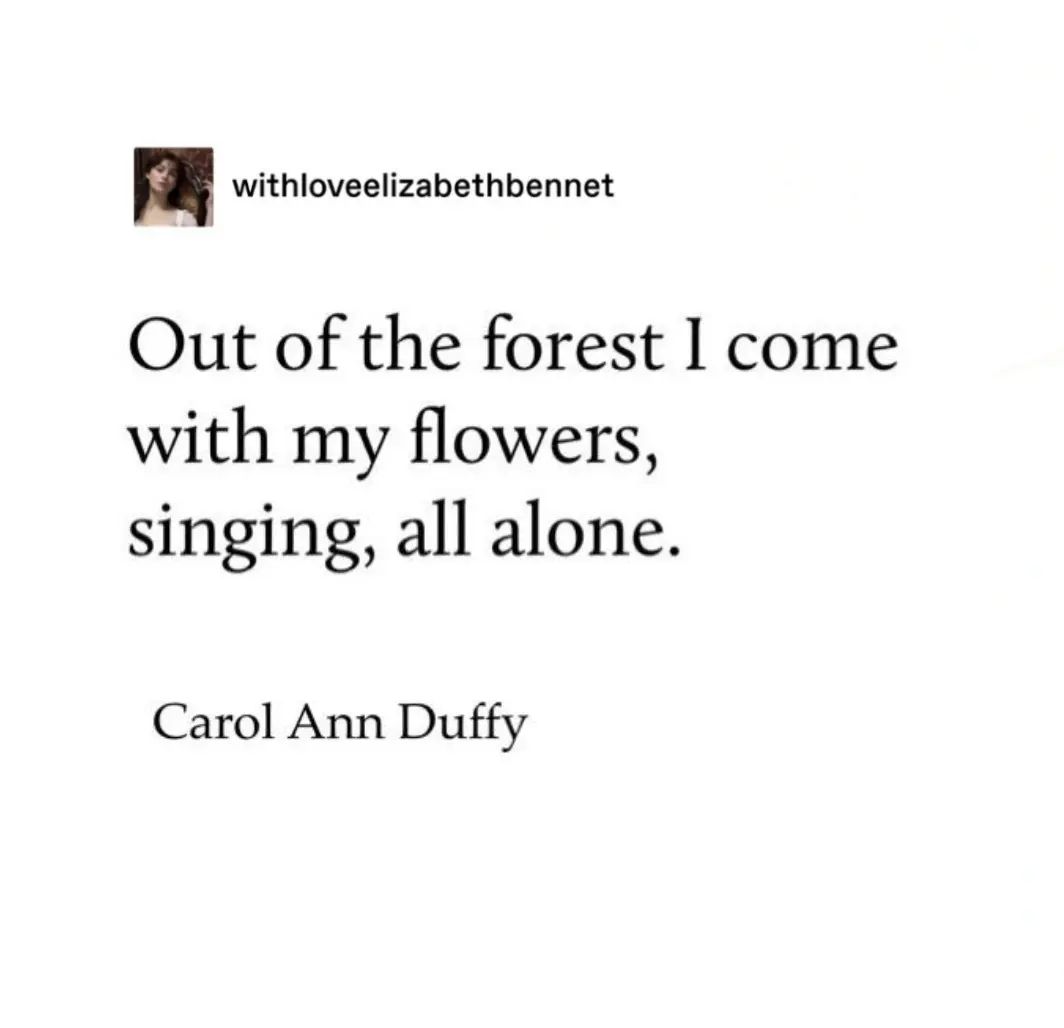 withloveelizabethbennet
Out of the forest I come
with my flowers,
singing, all alone.
Carol Ann Duffy